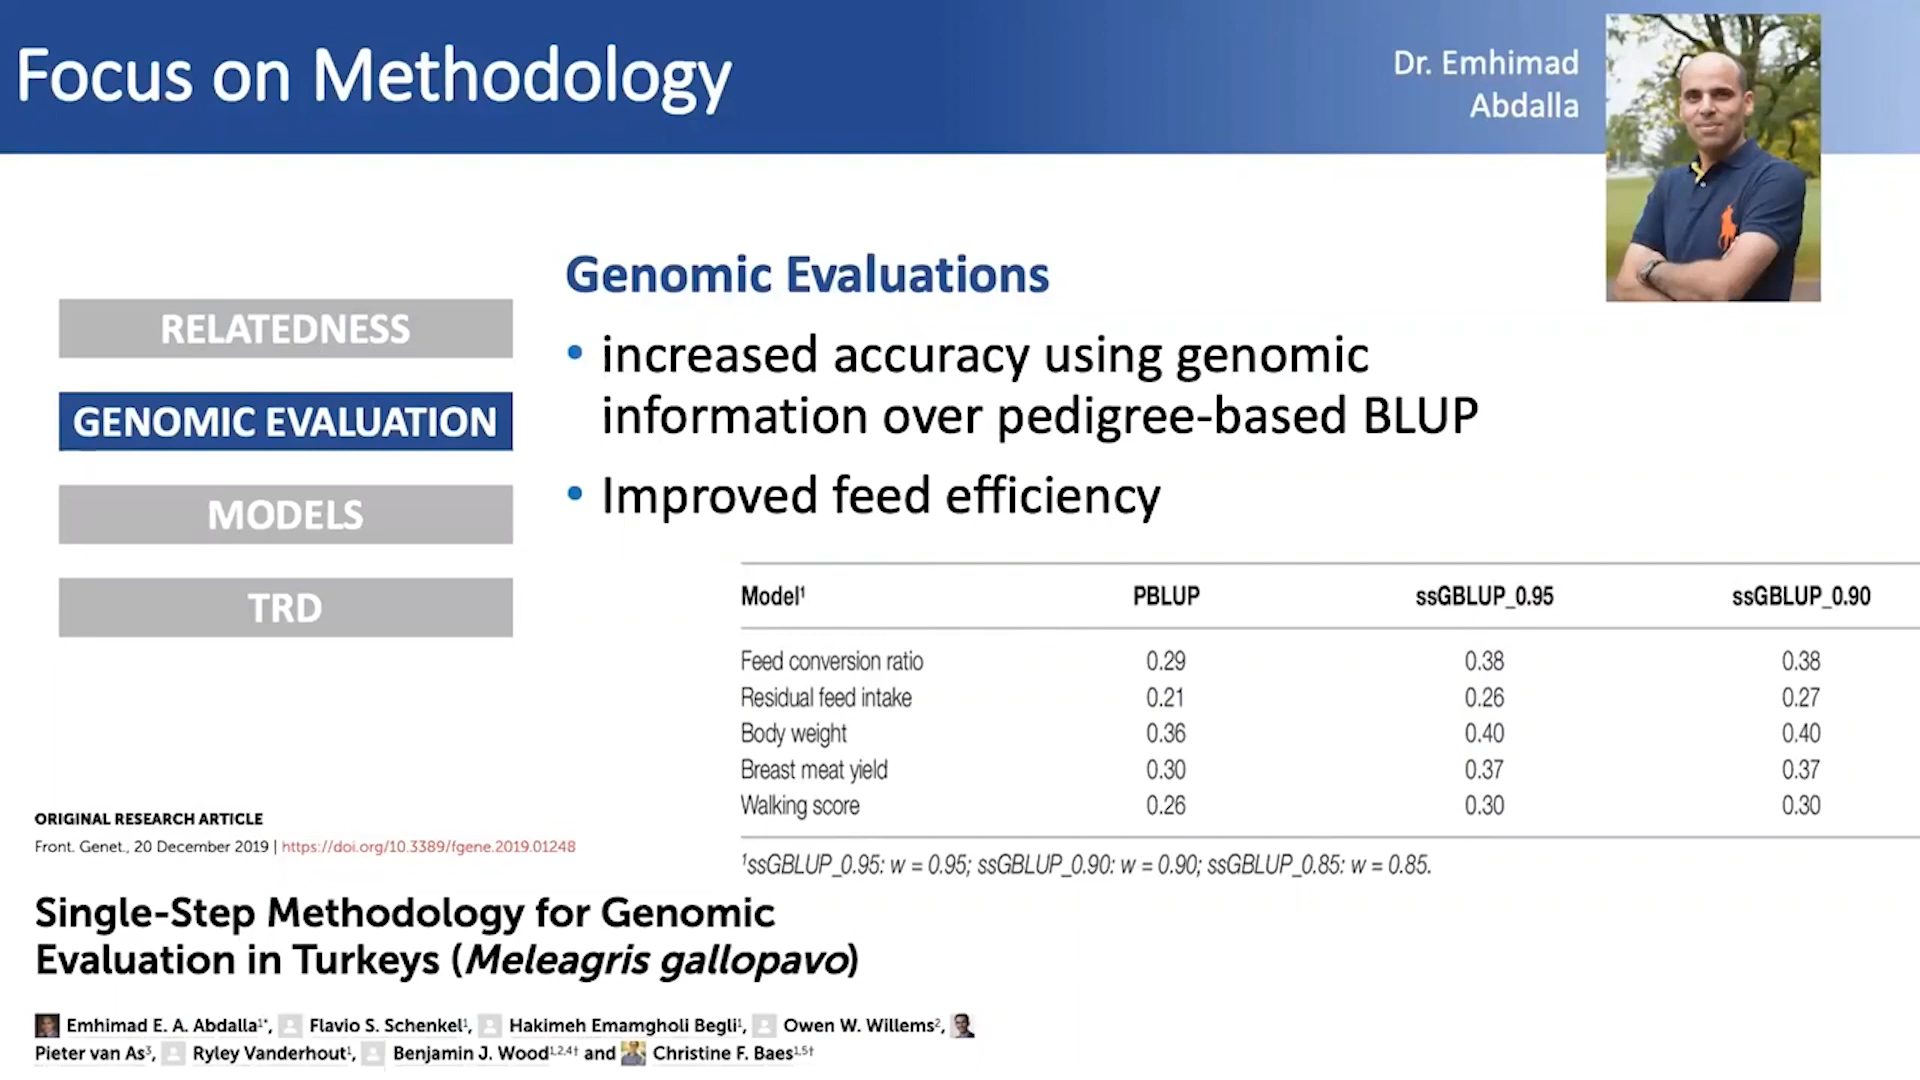 Focus on Methodology
Dr. Emhimad
Abdalla
RELATEDNESS
GENOMIC EVALUATION
MODELS
TRD
Genomic Evaluations
• increased accuracy using genomic
information over pedigree-based BLUP
• Improved feed efficiency
Model¹ PBLUP ssGBLUP_0.95 ssGBLUP_0.90
Feed conversion ratio 0.29 0.38 0.38
Residual feed intake 0.21 0.26 0.27
Body weight 0.36 0.40 0.40
Breast meat yield 0.30 0.37 0.37
Walking score 0.26 0.30 0.30
¹ssGBLUP_0.95: w = 0.95; ssGBLUP_0.90: w = 0.90; ssGBLUP_0.85: w = 0.85.
ORIGINAL RESEARCH ARTICLE
Front. Genet., 20 December 2019 | https://doi.org/10.3389/fgene.2019.01248
Single-Step Methodology for Genomic
Evaluation in Turkeys (Meleagris gallopavo)
Emhimad E. A. Abdalla¹*, Flavio S. Schenkel¹, Hakimeh Emamgholi Begli¹, Owen W. Willems²,
Pieter van As³, Ryley Vanderhout¹, Benjamin J. Wood¹,²,⁴† and Christine F. Baes¹,⁵†